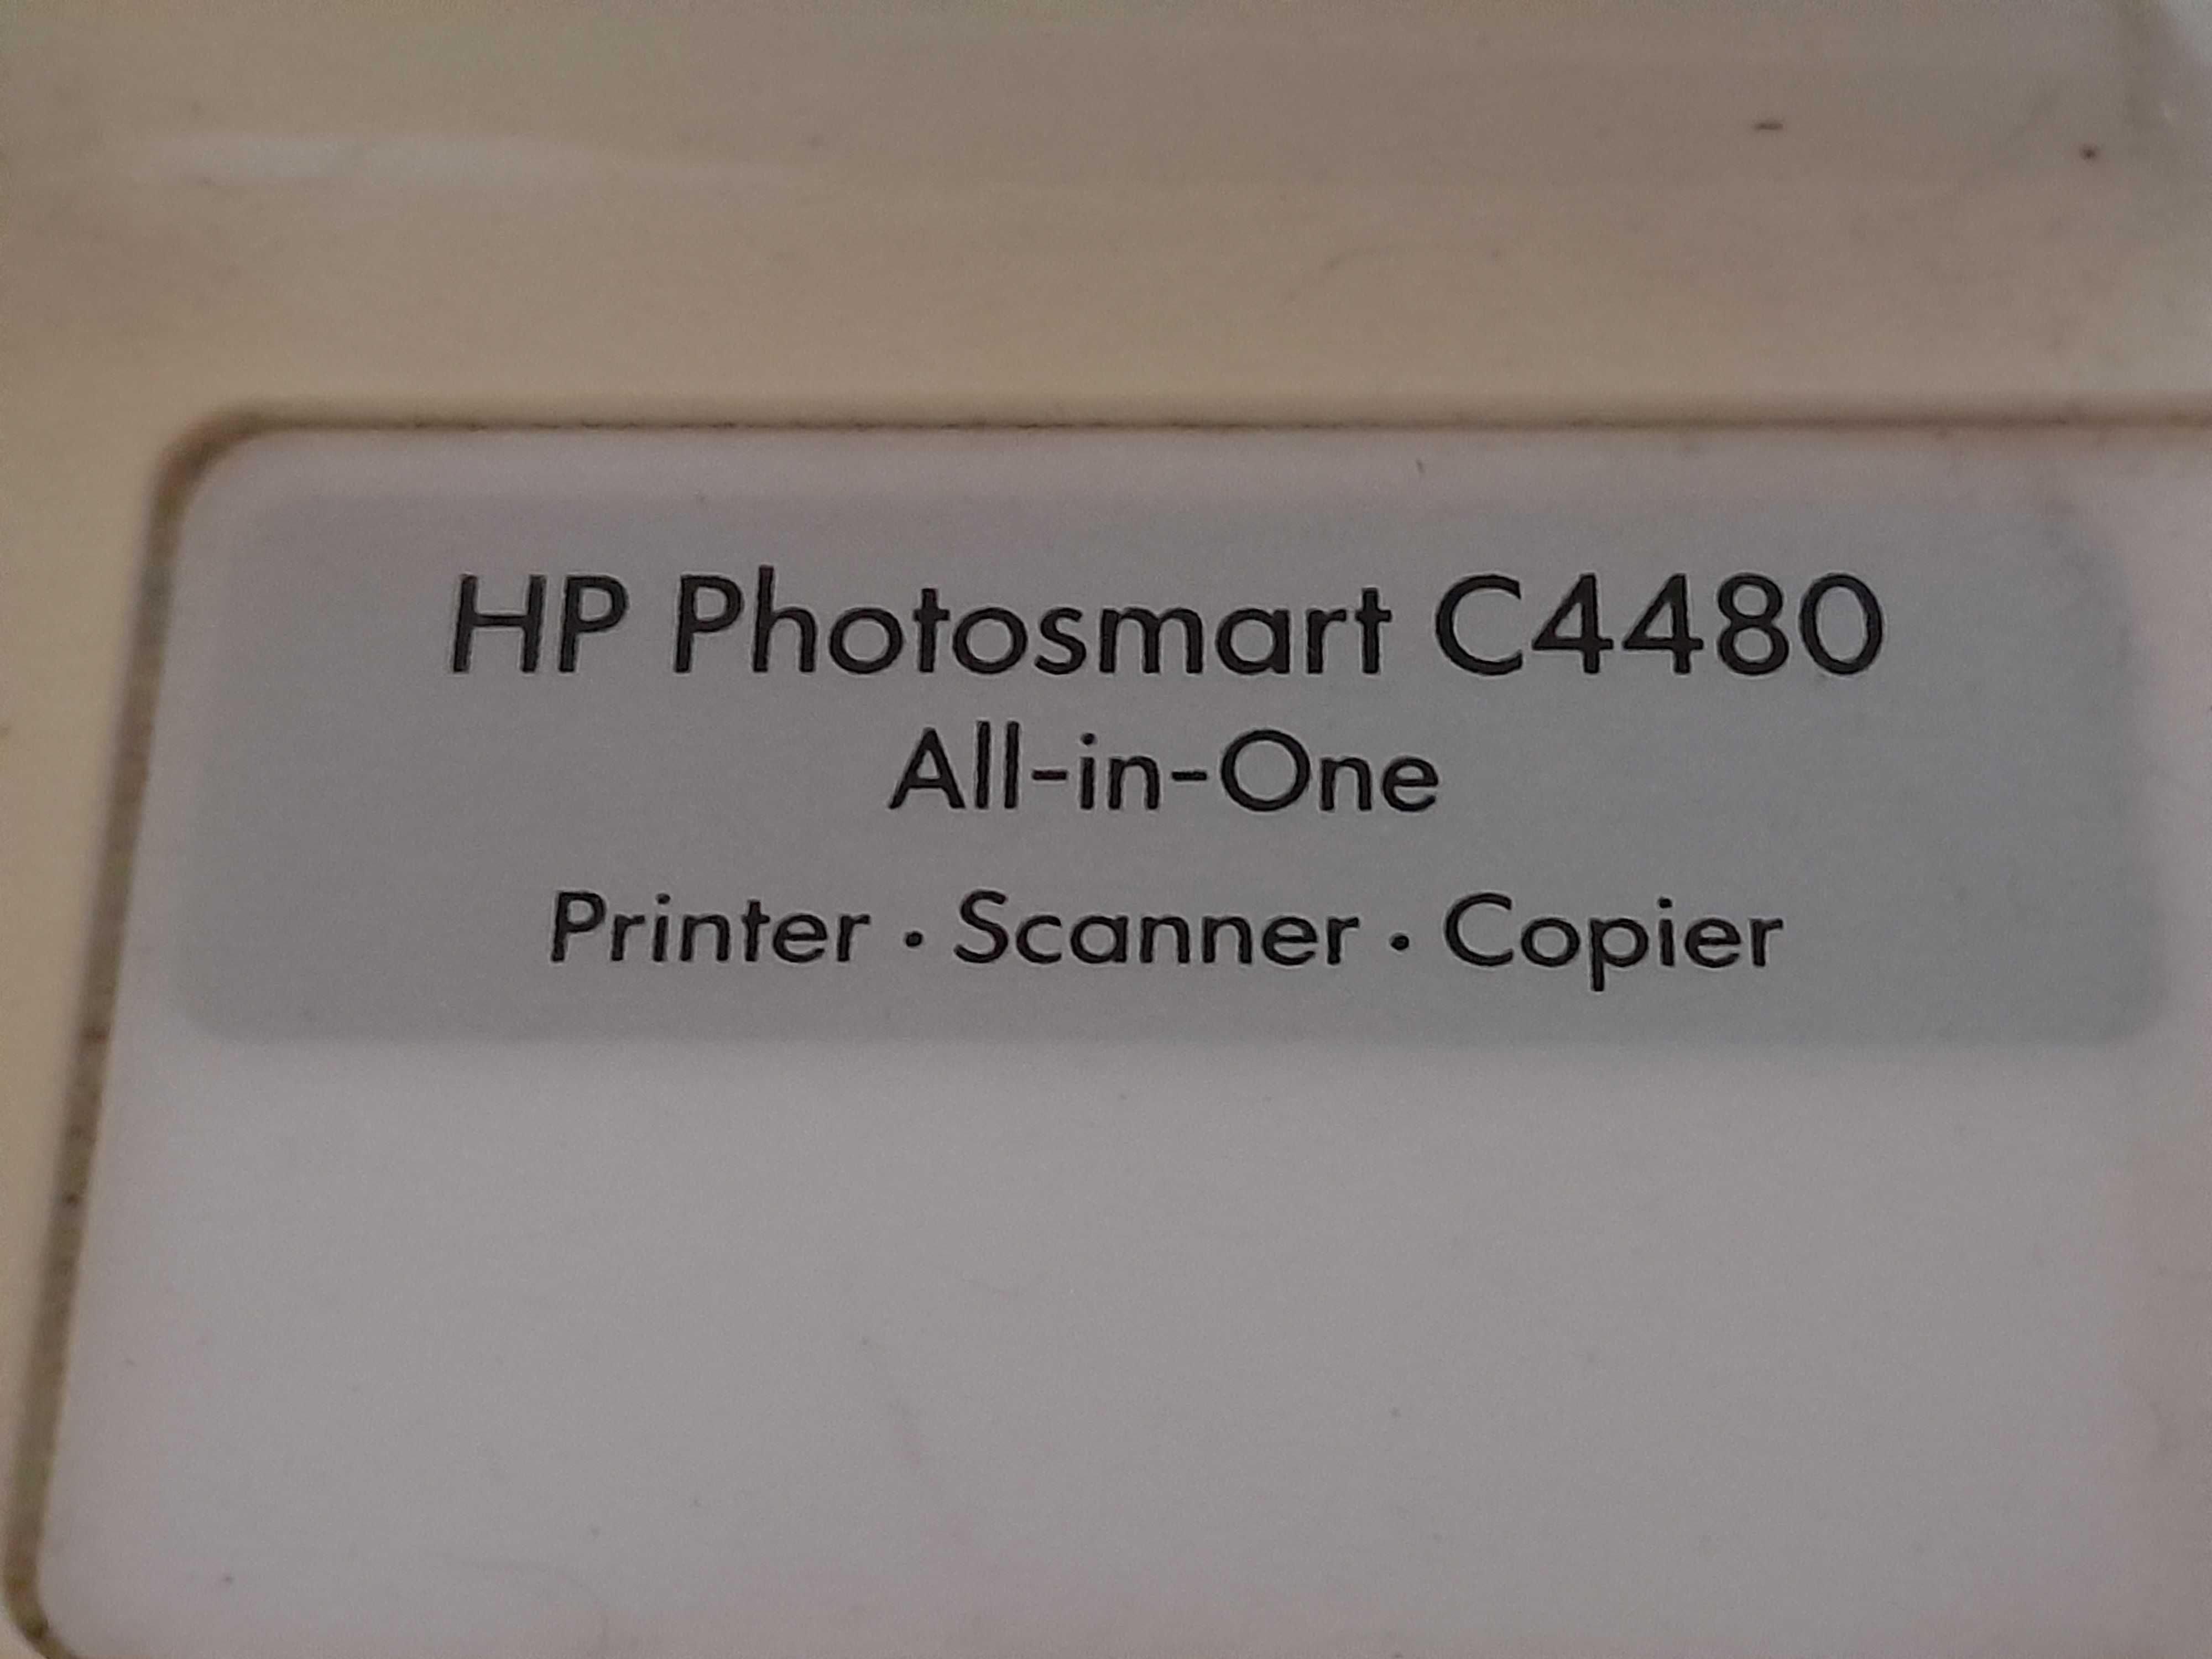 HP Photosmart C4480
All-in-One
Printer • Scanner • Copier